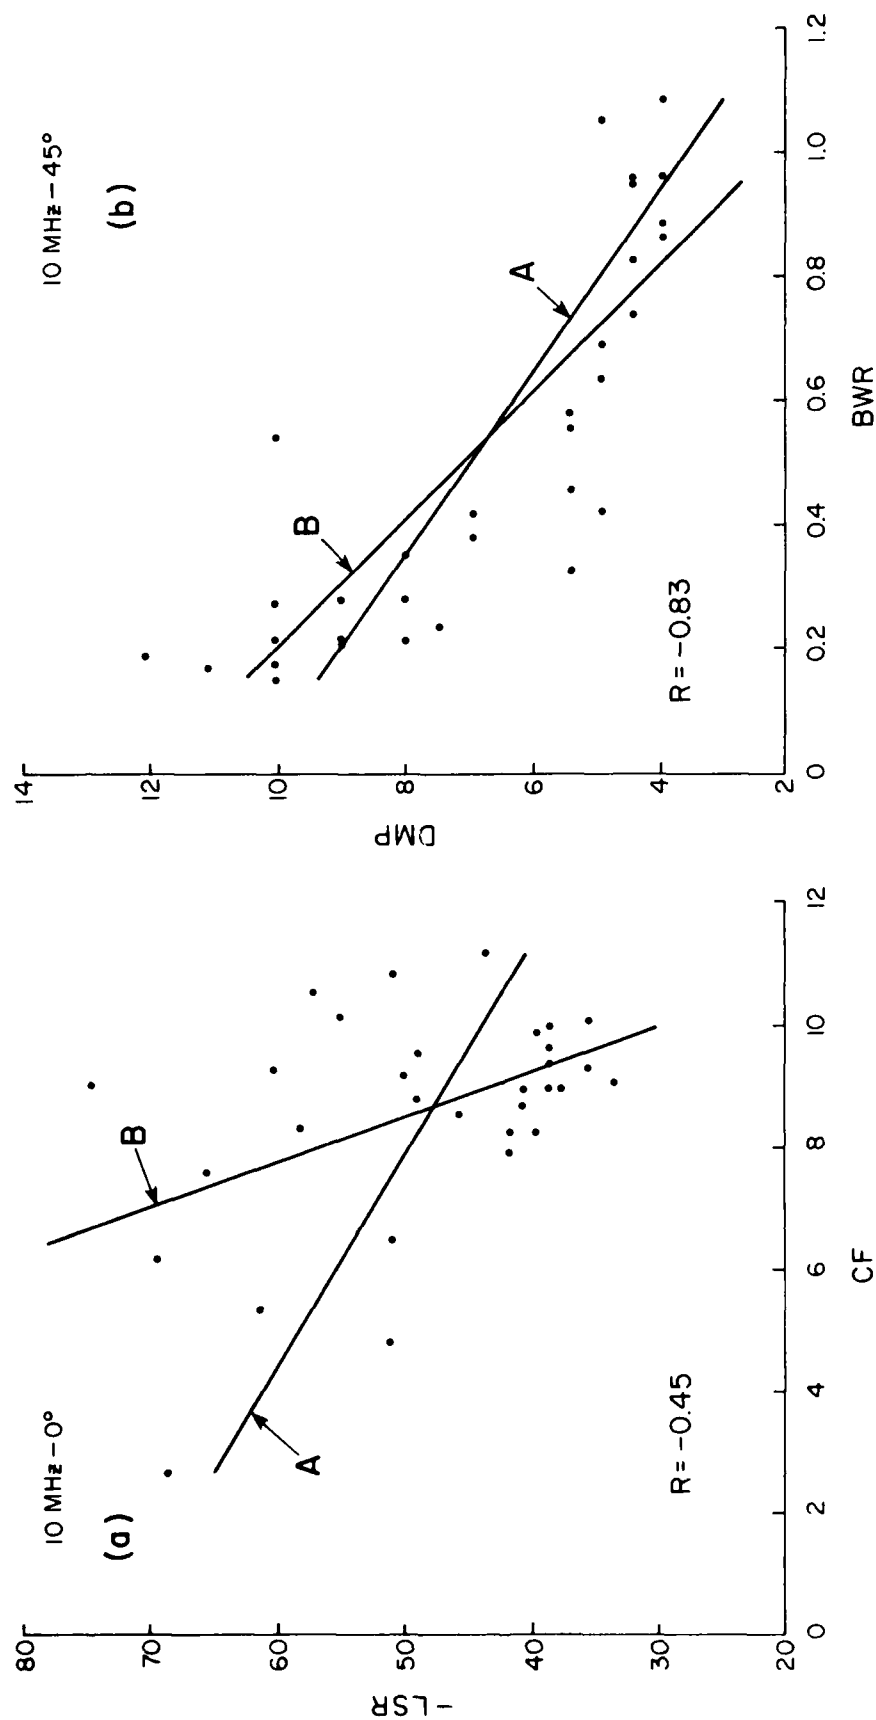 10 MHz – 0°
(a)
80
70
60
50
40
30
20
-LSR
0
2
4
6
8
10
12
CF
A
B
R = -0.45
10 MHz – 45°
(b)
14
12
10
8
6
4
2
DMP
0
0.2
0.4
0.6
0.8
1.0
1.2
BWR
B
A
R = -0.83